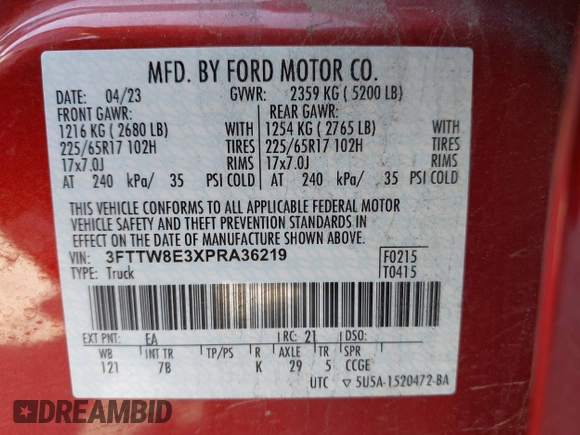 MFD. BY FORD MOTOR CO.
DATE: 04/23 GVWR: 2359 KG ( 5200 LB)
FRONT GAWR: REAR GAWR:
1216 KG ( 2680 LB) WITH 1254 KG ( 2765 LB) WITH
225/65R17 102H TIRES 225/65R17 102H TIRES
17x7.0J RIMS 17x7.0J RIMS
AT 240 kPa/ 35 PSI COLD AT 240 kPa/ 35 PSI COLD
THIS VEHICLE CONFORMS TO ALL APPLICABLE FEDERAL MOTOR
VEHICLE SAFETY AND THEFT PREVENTION STANDARDS IN
EFFECT ON THE DATE OF MANUFACTURE SHOWN ABOVE.
VIN: 3FTTW8E3XPRA36219 F0215
TYPE: Truck T0415
EXT PNT: EA RC: 21 DSO:
WB INT TR TP/PS R AXLE TR SPR
121 7B K 29 5 CCGE
UTC ▽ 5U5A-1520472-BA
DREAMBID